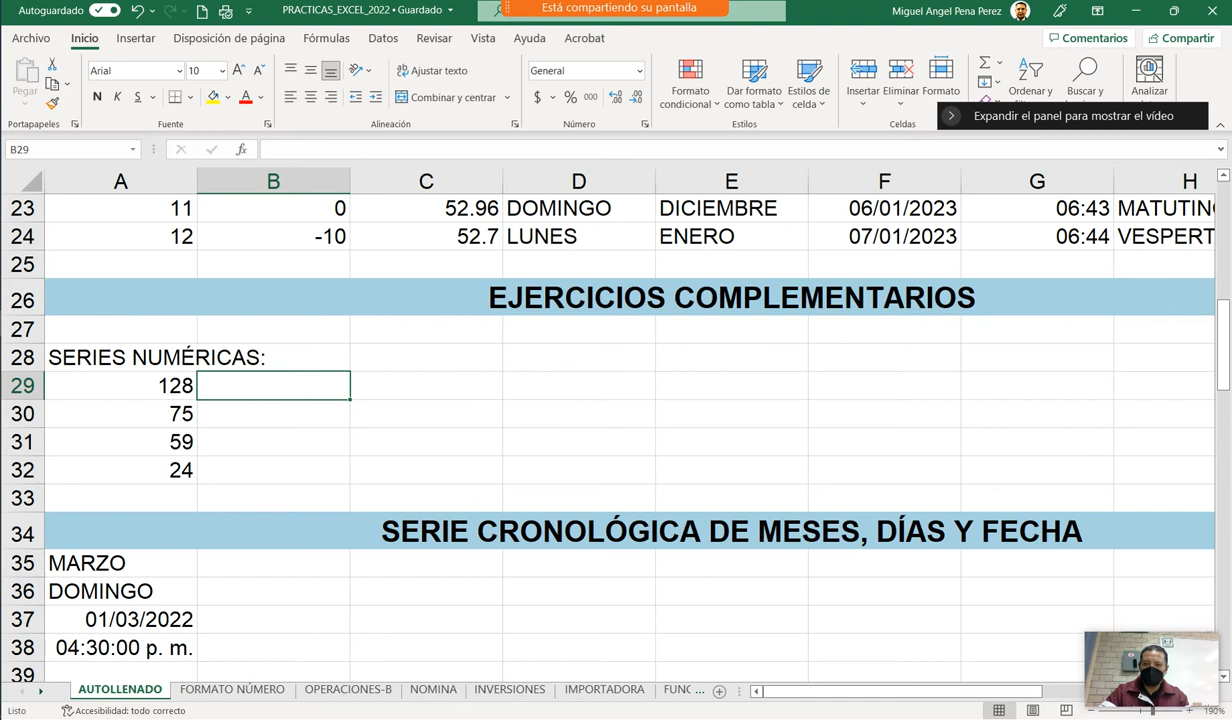 Autoguardado
PRACTICAS_EXCEL_2022 • Guardado
Está compartiendo su pantalla
Miguel Angel Pena Perez
Archivo Inicio Insertar Disposición de página Fórmulas Datos Revisar Vista Ayuda Acrobat
Comentarios Compartir
Pegar
Arial 10
N K S
Ajustar texto
Combinar y centrar
General
$ % 000
Formato condicional
Dar formato como tabla
Estilos de celda
Insertar Eliminar Formato
Ordenar y
Buscar y
Analizar
Portapapeles Fuente Alineación Número Estilos Celdas
Expandir el panel para mostrar el vídeo
B29
fx
A B C D E F G H
23 11 0 52.96 DOMINGO DICIEMBRE 06/01/2023 06:43 MATUTIN
24 12 -10 52.7 LUNES ENERO 07/01/2023 06:44 VESPERT
25
26 EJERCICIOS COMPLEMENTARIOS
27
28 SERIES NUMÉRICAS:
29 128
30 75
31 59
32 24
33
34 SERIE CRONOLÓGICA DE MESES, DÍAS Y FECHA
35 MARZO
36 DOMINGO
37 01/03/2022
38 04:30:00 p. m.
39
AUTOLLENADO FORMATO NÚMERO OPERACIONES-B NOMINA INVERSIONES IMPORTADORA FUNC ...
Listo
Accesibilidad: todo correcto
190%